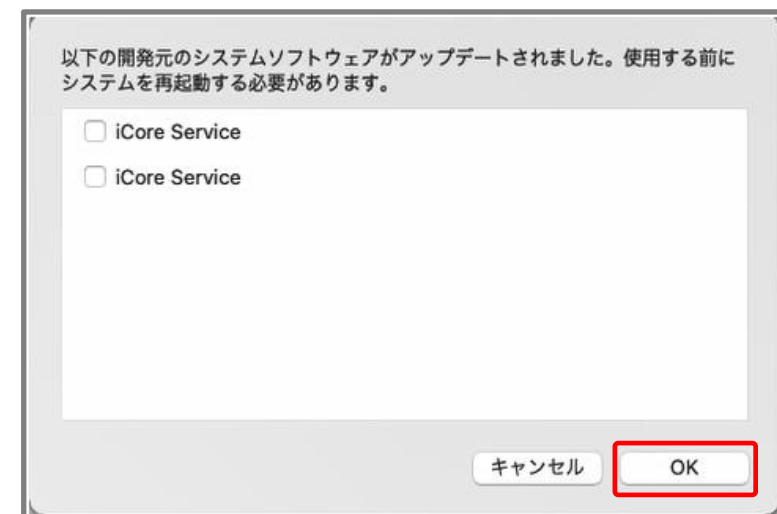 以下の開発元のシステムソフトウェアがアップデートされました。使用する前に
システムを再起動する必要があります。
iCore Service
iCore Service
キャンセル
OK